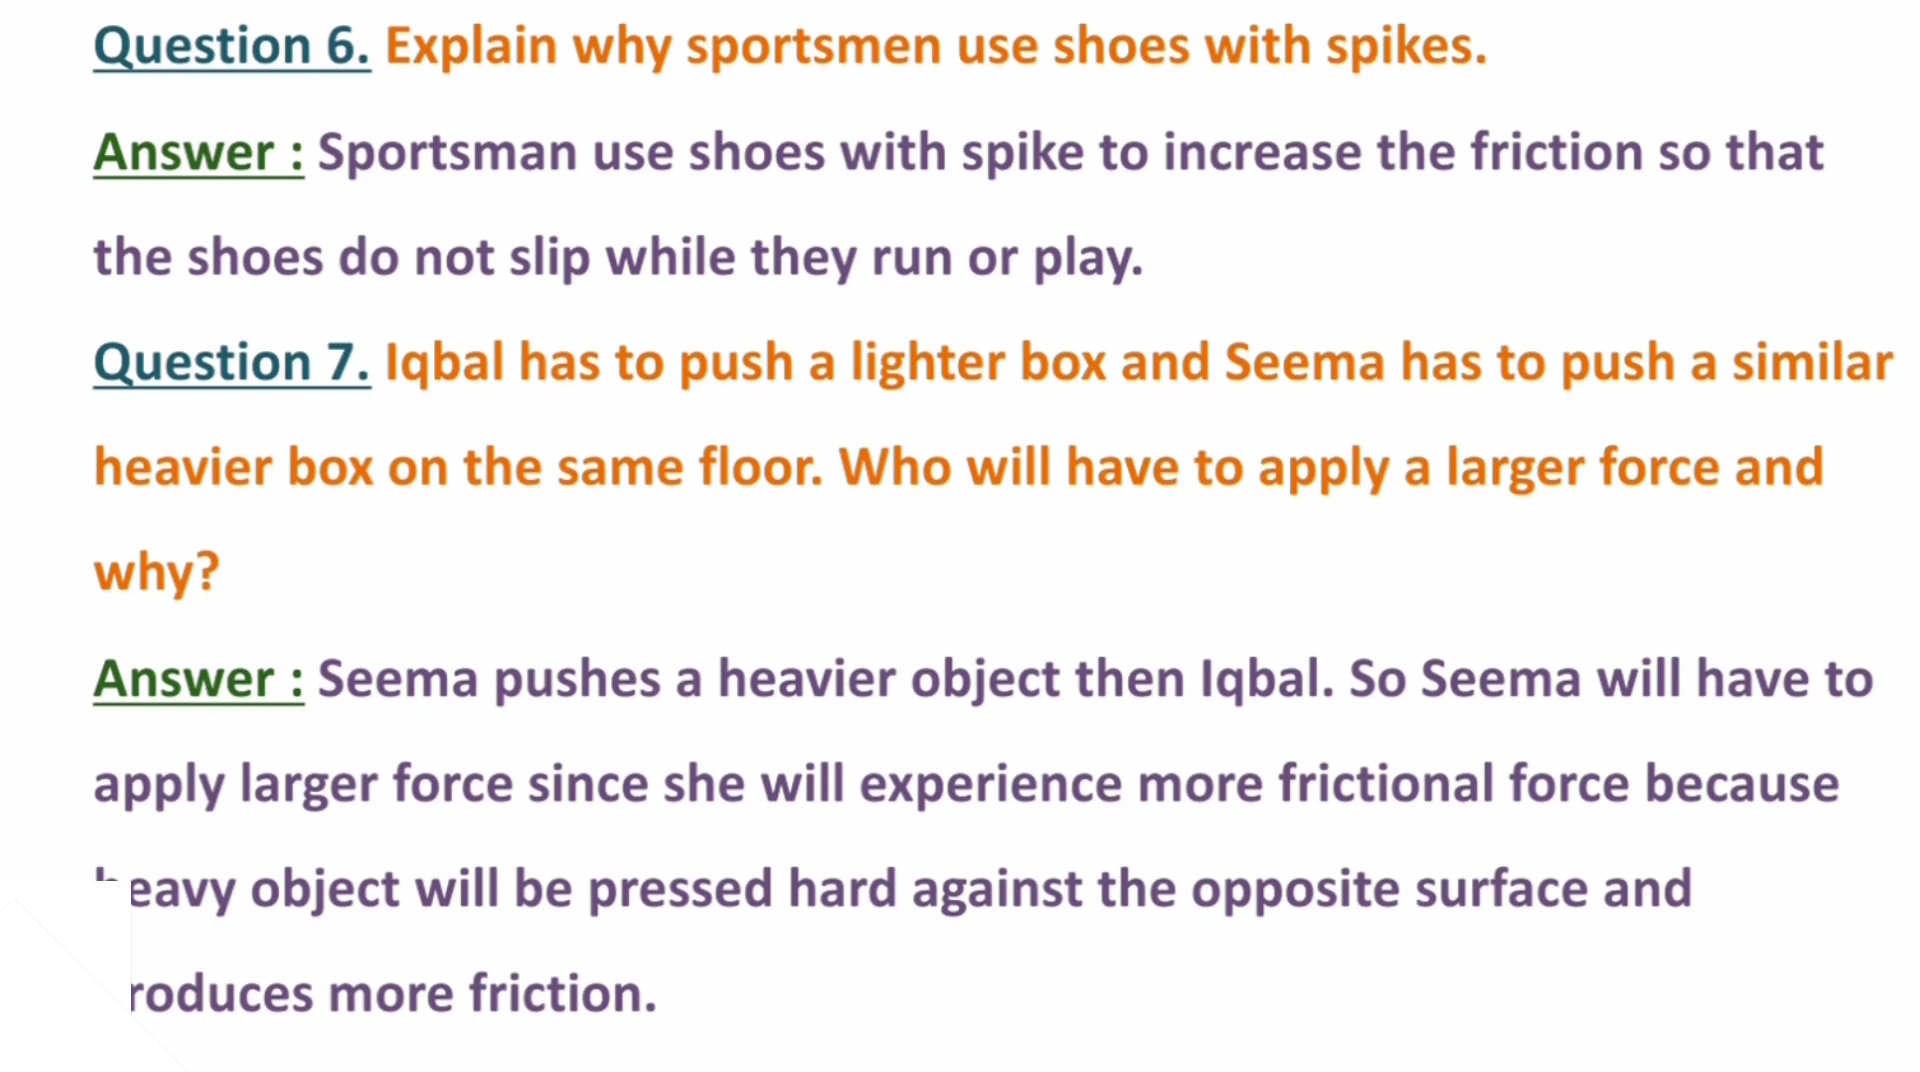 Question 6. Explain why sportsmen use shoes with spikes.
Answer : Sportsman use shoes with spike to increase the friction so that
the shoes do not slip while they run or play.
Question 7. Iqbal has to push a lighter box and Seema has to push a similar
heavier box on the same floor. Who will have to apply a larger force and
why?
Answer : Seema pushes a heavier object then Iqbal. So Seema will have to
apply larger force since she will experience more frictional force because
heavy object will be pressed hard against the opposite surface and
roduces more friction.